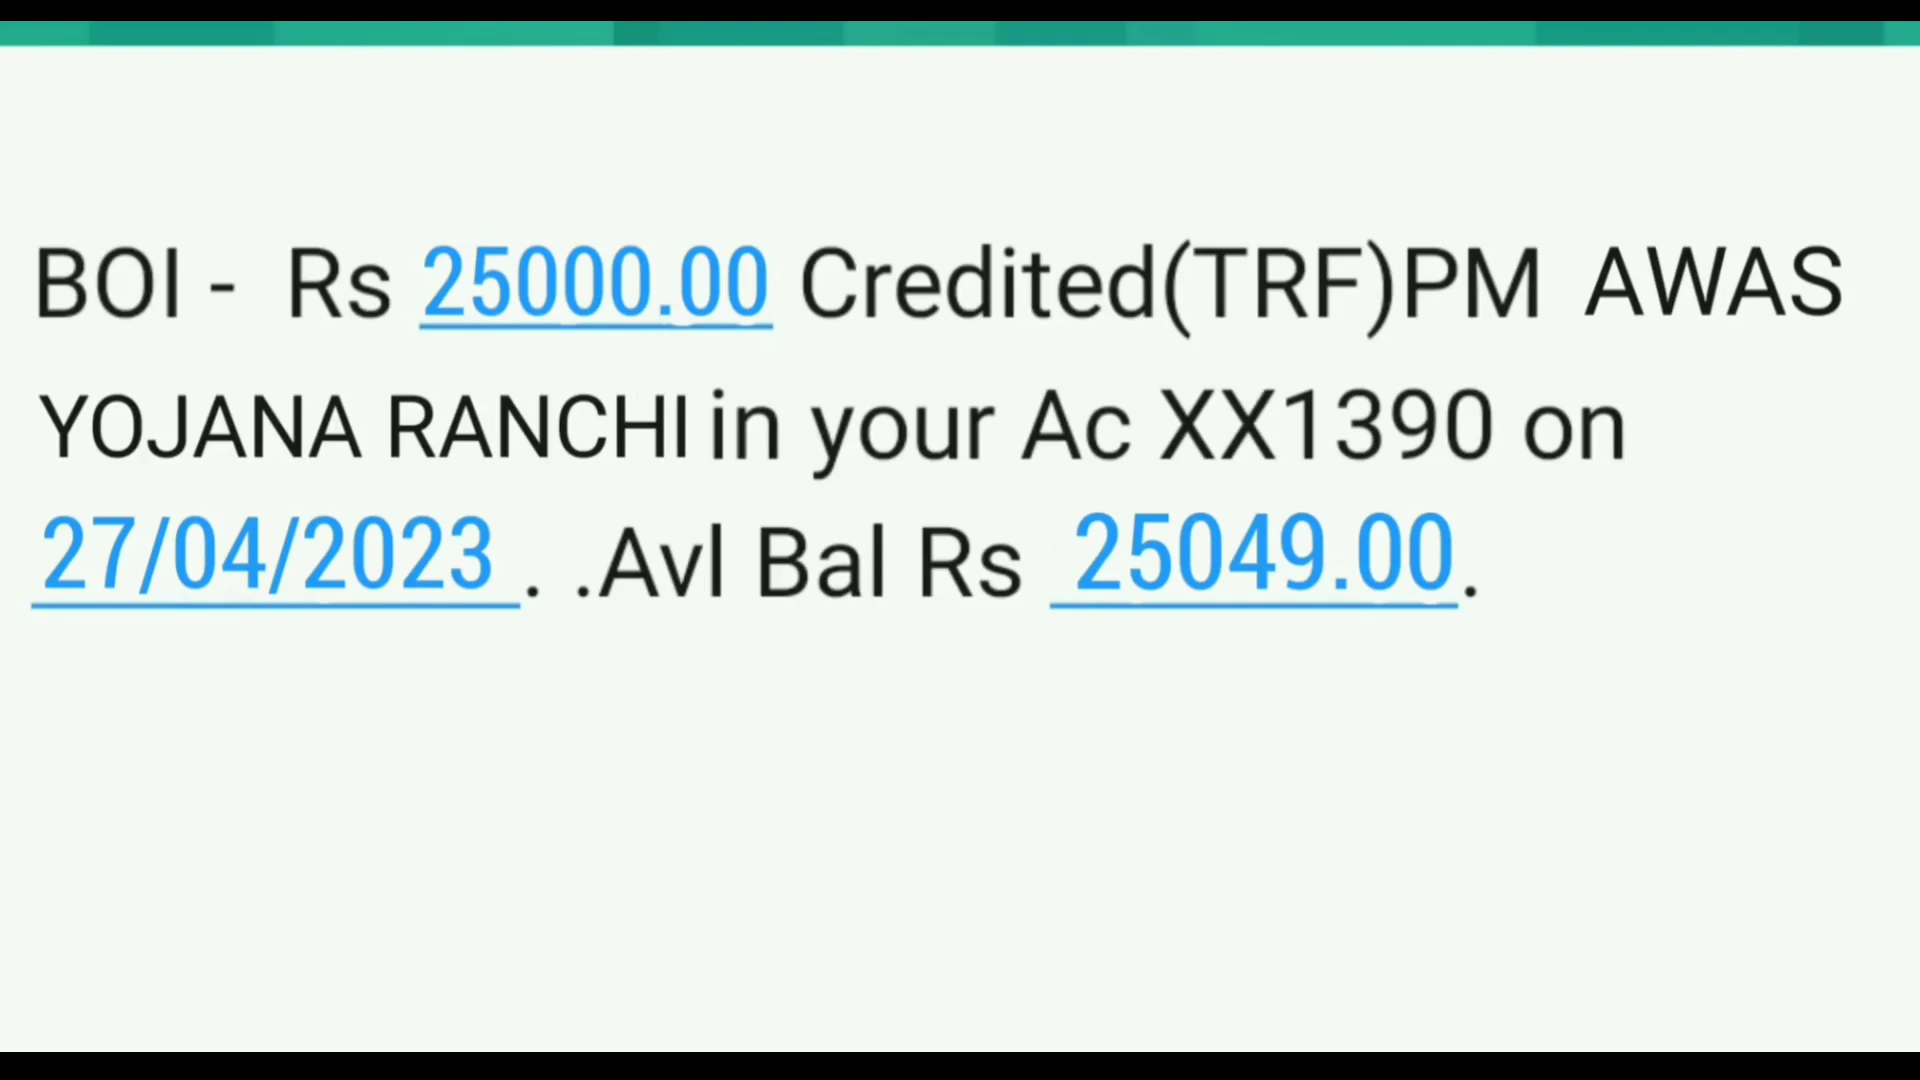 BOI - Rs 25000.00 Credited(TRF)PM AWAS
YOJANA RANCHI in your Ac XX1390 on
27/04/2023 . .Avl Bal Rs 25049.00.